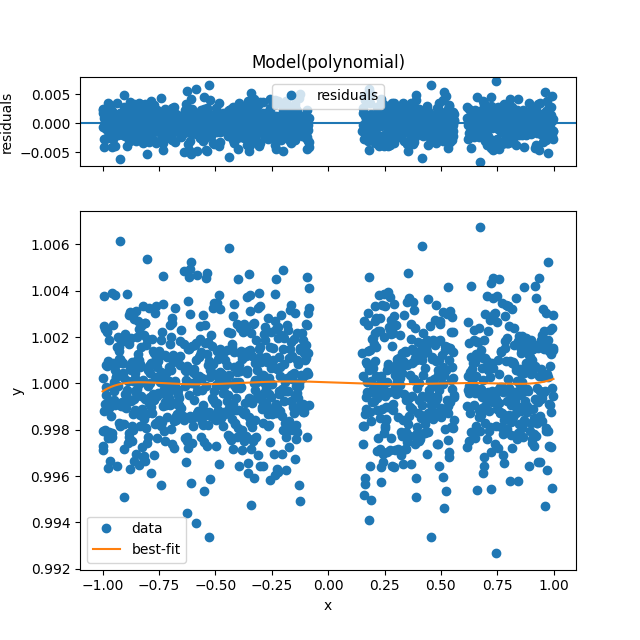 Model(polynomial)
0.005
0.000
−0.005
residuals
residuals
1.006
1.004
1.002
1.000
0.998
0.996
0.994
0.992
y
data
best-fit
−1.00 −0.75 −0.50 −0.25 0.00 0.25 0.50 0.75 1.00
x